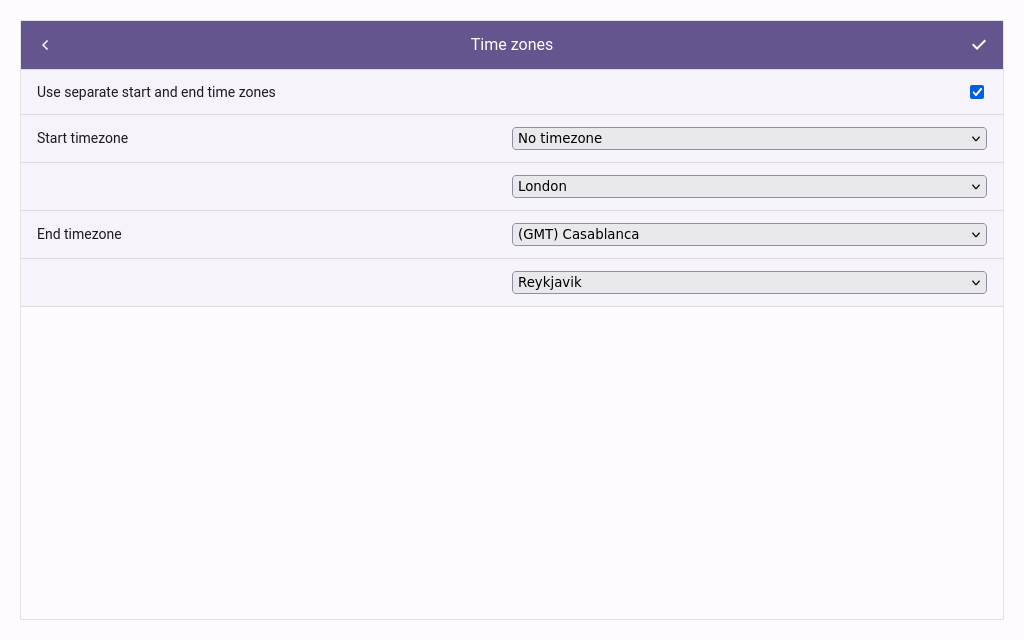 Time zones
Use separate start and end time zones
Start timezone
No timezone
London
End timezone
(GMT) Casablanca
Reykjavik